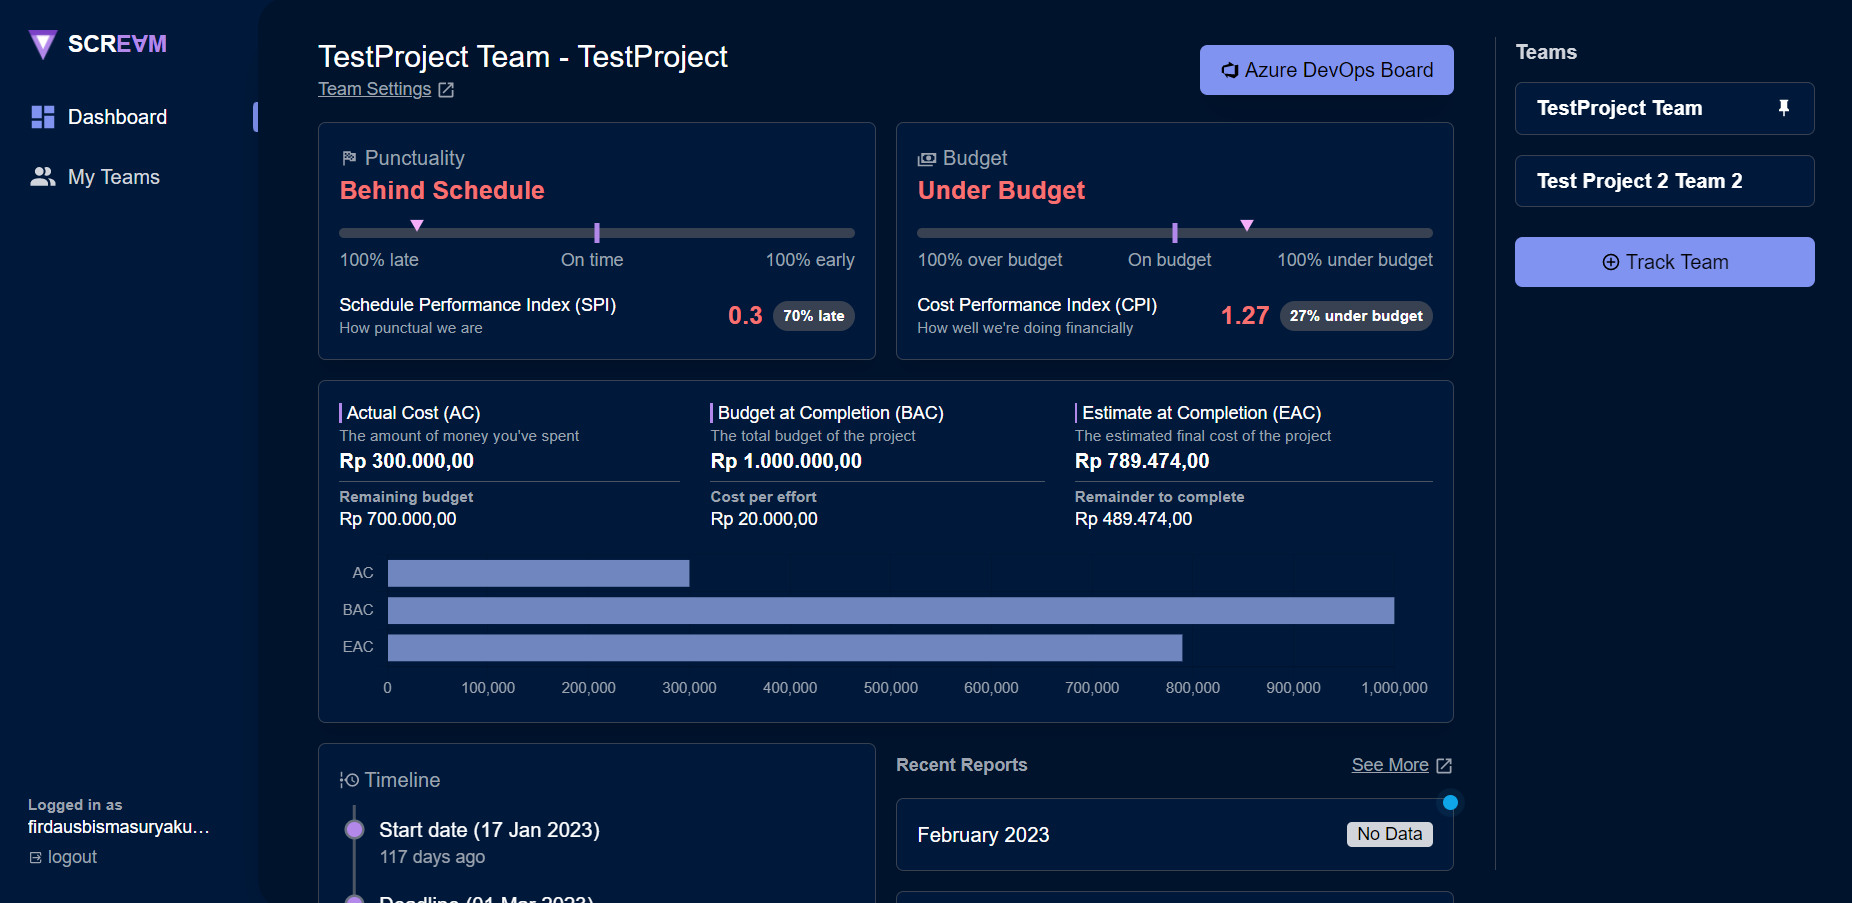 SCREAM
Dashboard
My Teams
Logged in as
firdausbismasuryaku...
logout
TestProject Team - TestProject
Team Settings
Azure DevOps Board
Punctuality
Behind Schedule
100% late
On time
100% early
Schedule Performance Index (SPI)
How punctual we are
0.3
70% late
Budget
Under Budget
100% over budget
On budget
100% under budget
Cost Performance Index (CPI)
How well we're doing financially
1.27
27% under budget
Actual Cost (AC)
The amount of money you've spent
Rp 300.000,00
Remaining budget
Rp 700.000,00
Budget at Completion (BAC)
The total budget of the project
Rp 1.000.000,00
Cost per effort
Rp 20.000,00
Estimate at Completion (EAC)
The estimated final cost of the project
Rp 789.474,00
Remainder to complete
Rp 489.474,00
AC
BAC
EAC
0 100,000 200,000 300,000 400,000 500,000 600,000 700,000 800,000 900,000 1,000,000
Timeline
Start date (17 Jan 2023)
117 days ago
Deadline (01 Mar 2023)
Recent Reports
See More
February 2023
No Data
Teams
TestProject Team
Test Project 2 Team 2
Track Team